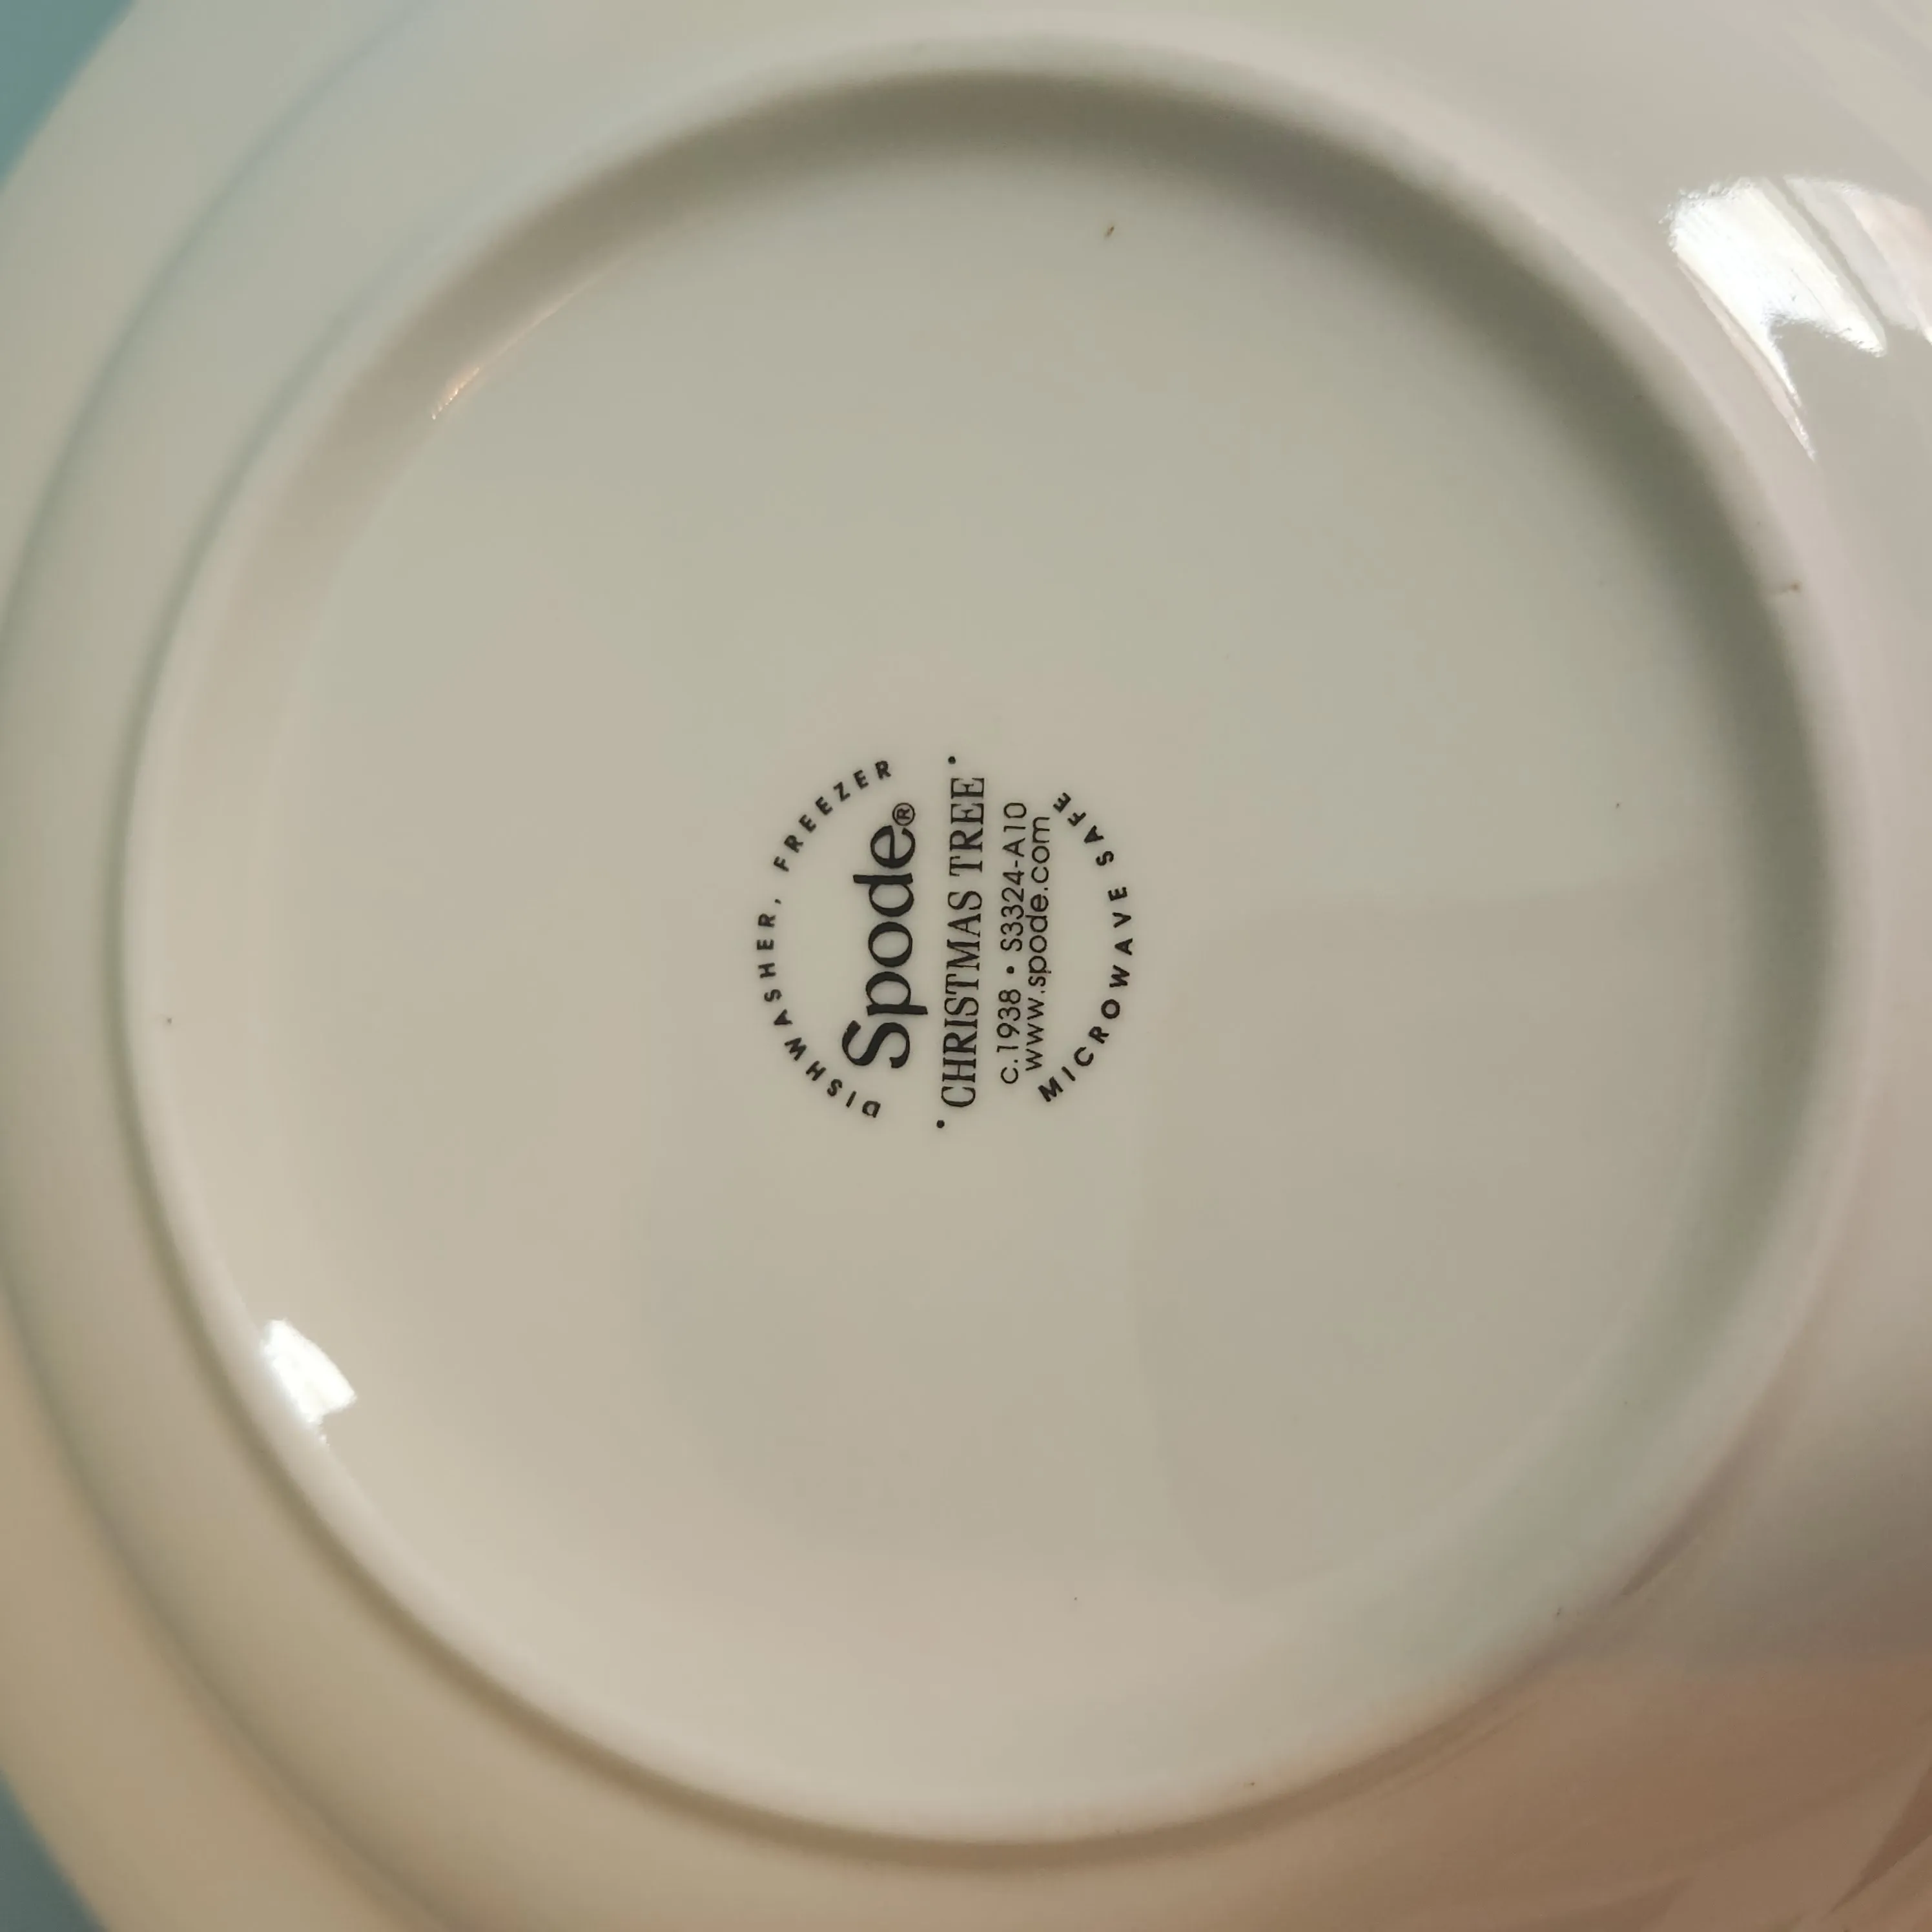 DISHWASHER, FREEZER
Spode®
• CHRISTMAS TREE •
c.1938 • S3324-A10
www.spode.com
MICROWAVE SAFE